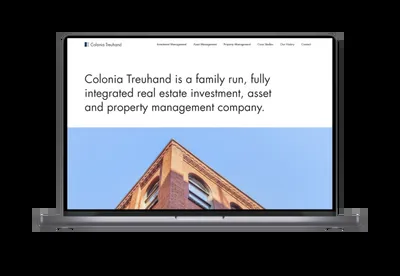 Colonia Treuhand
Investment Management Asset Management Property Management Case Studies Our History Contact
Colonia Treuhand is a family run, fully
integrated real estate investment, asset
and property management company.